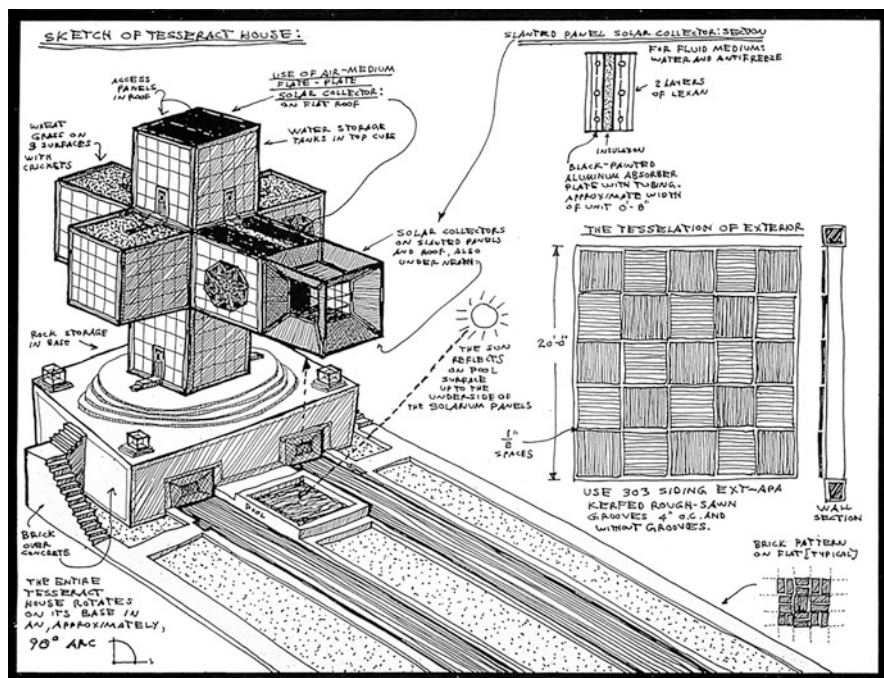 SKETCH OF TESSERACT HOUSE:
ACCESS
PANELS
IN ROOF
USE OF AIR-MEDIUM
FLATE-PLATE
SOLAR COLLECTOR:
ON FLAT ROOF
WATER STORAGE
TANKS IN TOP CUBE
WHEAT
GRASS ON
3 SURFACES
WITH
CRICKETS
SOLAR COLLECTORS
ON SLANTED PANELS
AND ROOF, ALSO
UNDER NEATH
ROCK STORAGE
IN BASE
THE SUN
REFLECTS
ON POOL
SURFACE
UP TO THE
UNDERSIDE OF
THE SOLARIUM PANELS
POOL
BRICK
OVER
CONCRETE
THE ENTIRE
TESSERACT
HOUSE ROTATES
ON ITS BASE IN
AN, APPROXIMATELY,
90° ARC
SLANTED PANEL SOLAR COLLECTOR: SECTION
FOR FLUID MEDIUM:
WATER AND ANTIFREEZE
2 LAYERS
OF LEXAN
INSULATION
BLACK-PAINTED
ALUMINUM ABSORBER
PLATE WITH TUBING.
APPROXIMATE WIDTH
OF UNIT 0'-8"
THE TESSELATION OF EXTERIOR
20'-0"
1/8"
SPACES
USE 303 SIDING EXT-APA
KERFED ROUGH-SAWN
GROOVES 4" O.C. AND
WITHOUT GROOVES.
WALL
SECTION
BRICK PATTERN
ON FLAT [TYPICAL]